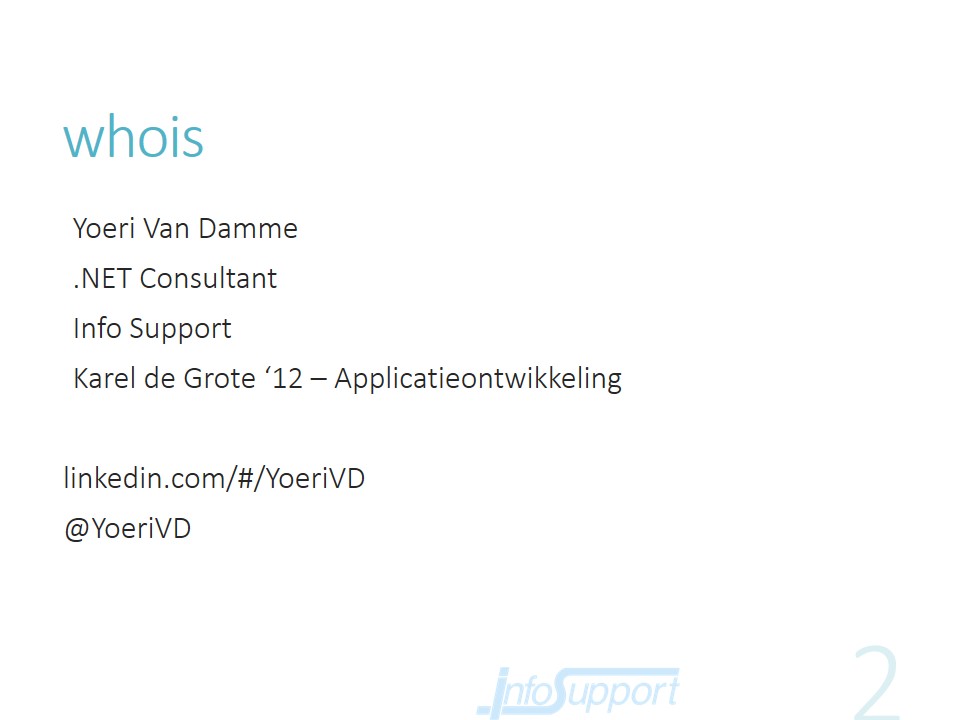 whois
Yoeri Van Damme
.NET Consultant
Info Support
Karel de Grote ‘12 – Applicatieontwikkeling
linkedin.com/#/YoeriVD
@YoeriVD
infoSupport
2